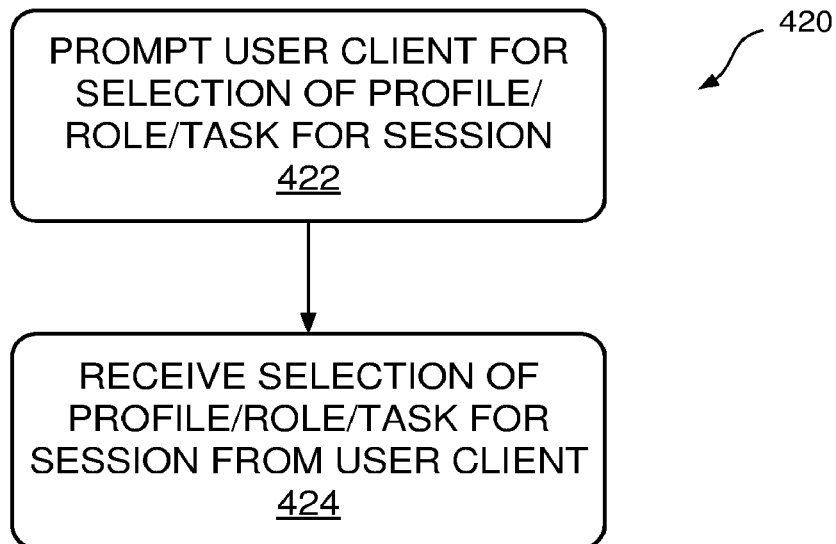 420
PROMPT USER CLIENT FOR
SELECTION OF PROFILE/
ROLE/TASK FOR SESSION
422
RECEIVE SELECTION OF
PROFILE/ROLE/TASK FOR
SESSION FROM USER CLIENT
424